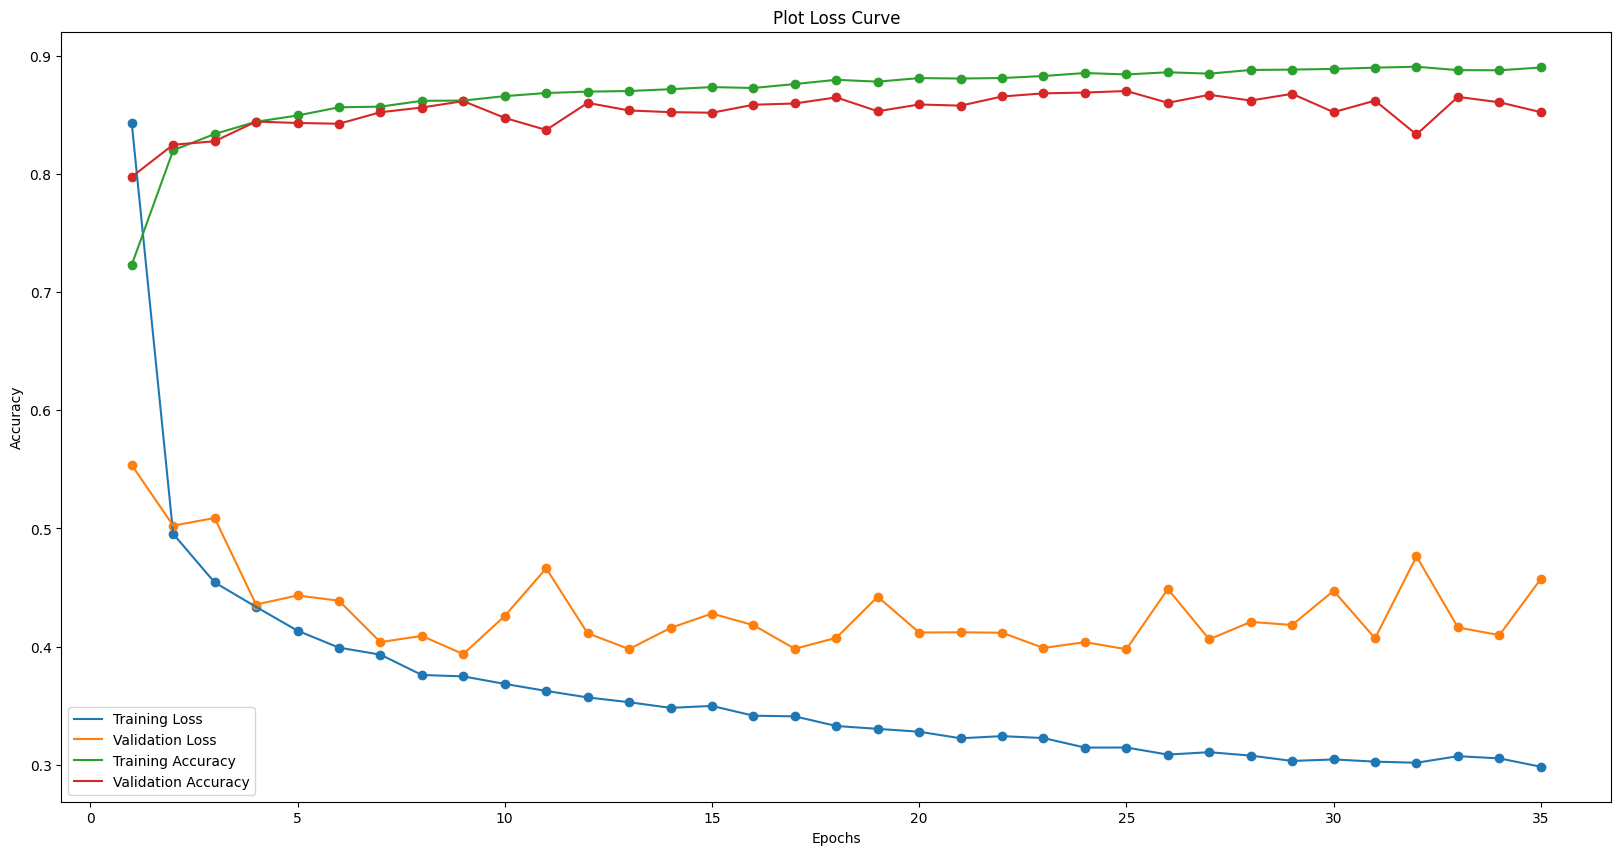 Plot Loss Curve
0.9
0.8
0.7
0.6
0.5
0.4
0.3
Accuracy
Training Loss
Validation Loss
Training Accuracy
Validation Accuracy
0 5 10 15 20 25 30 35
Epochs